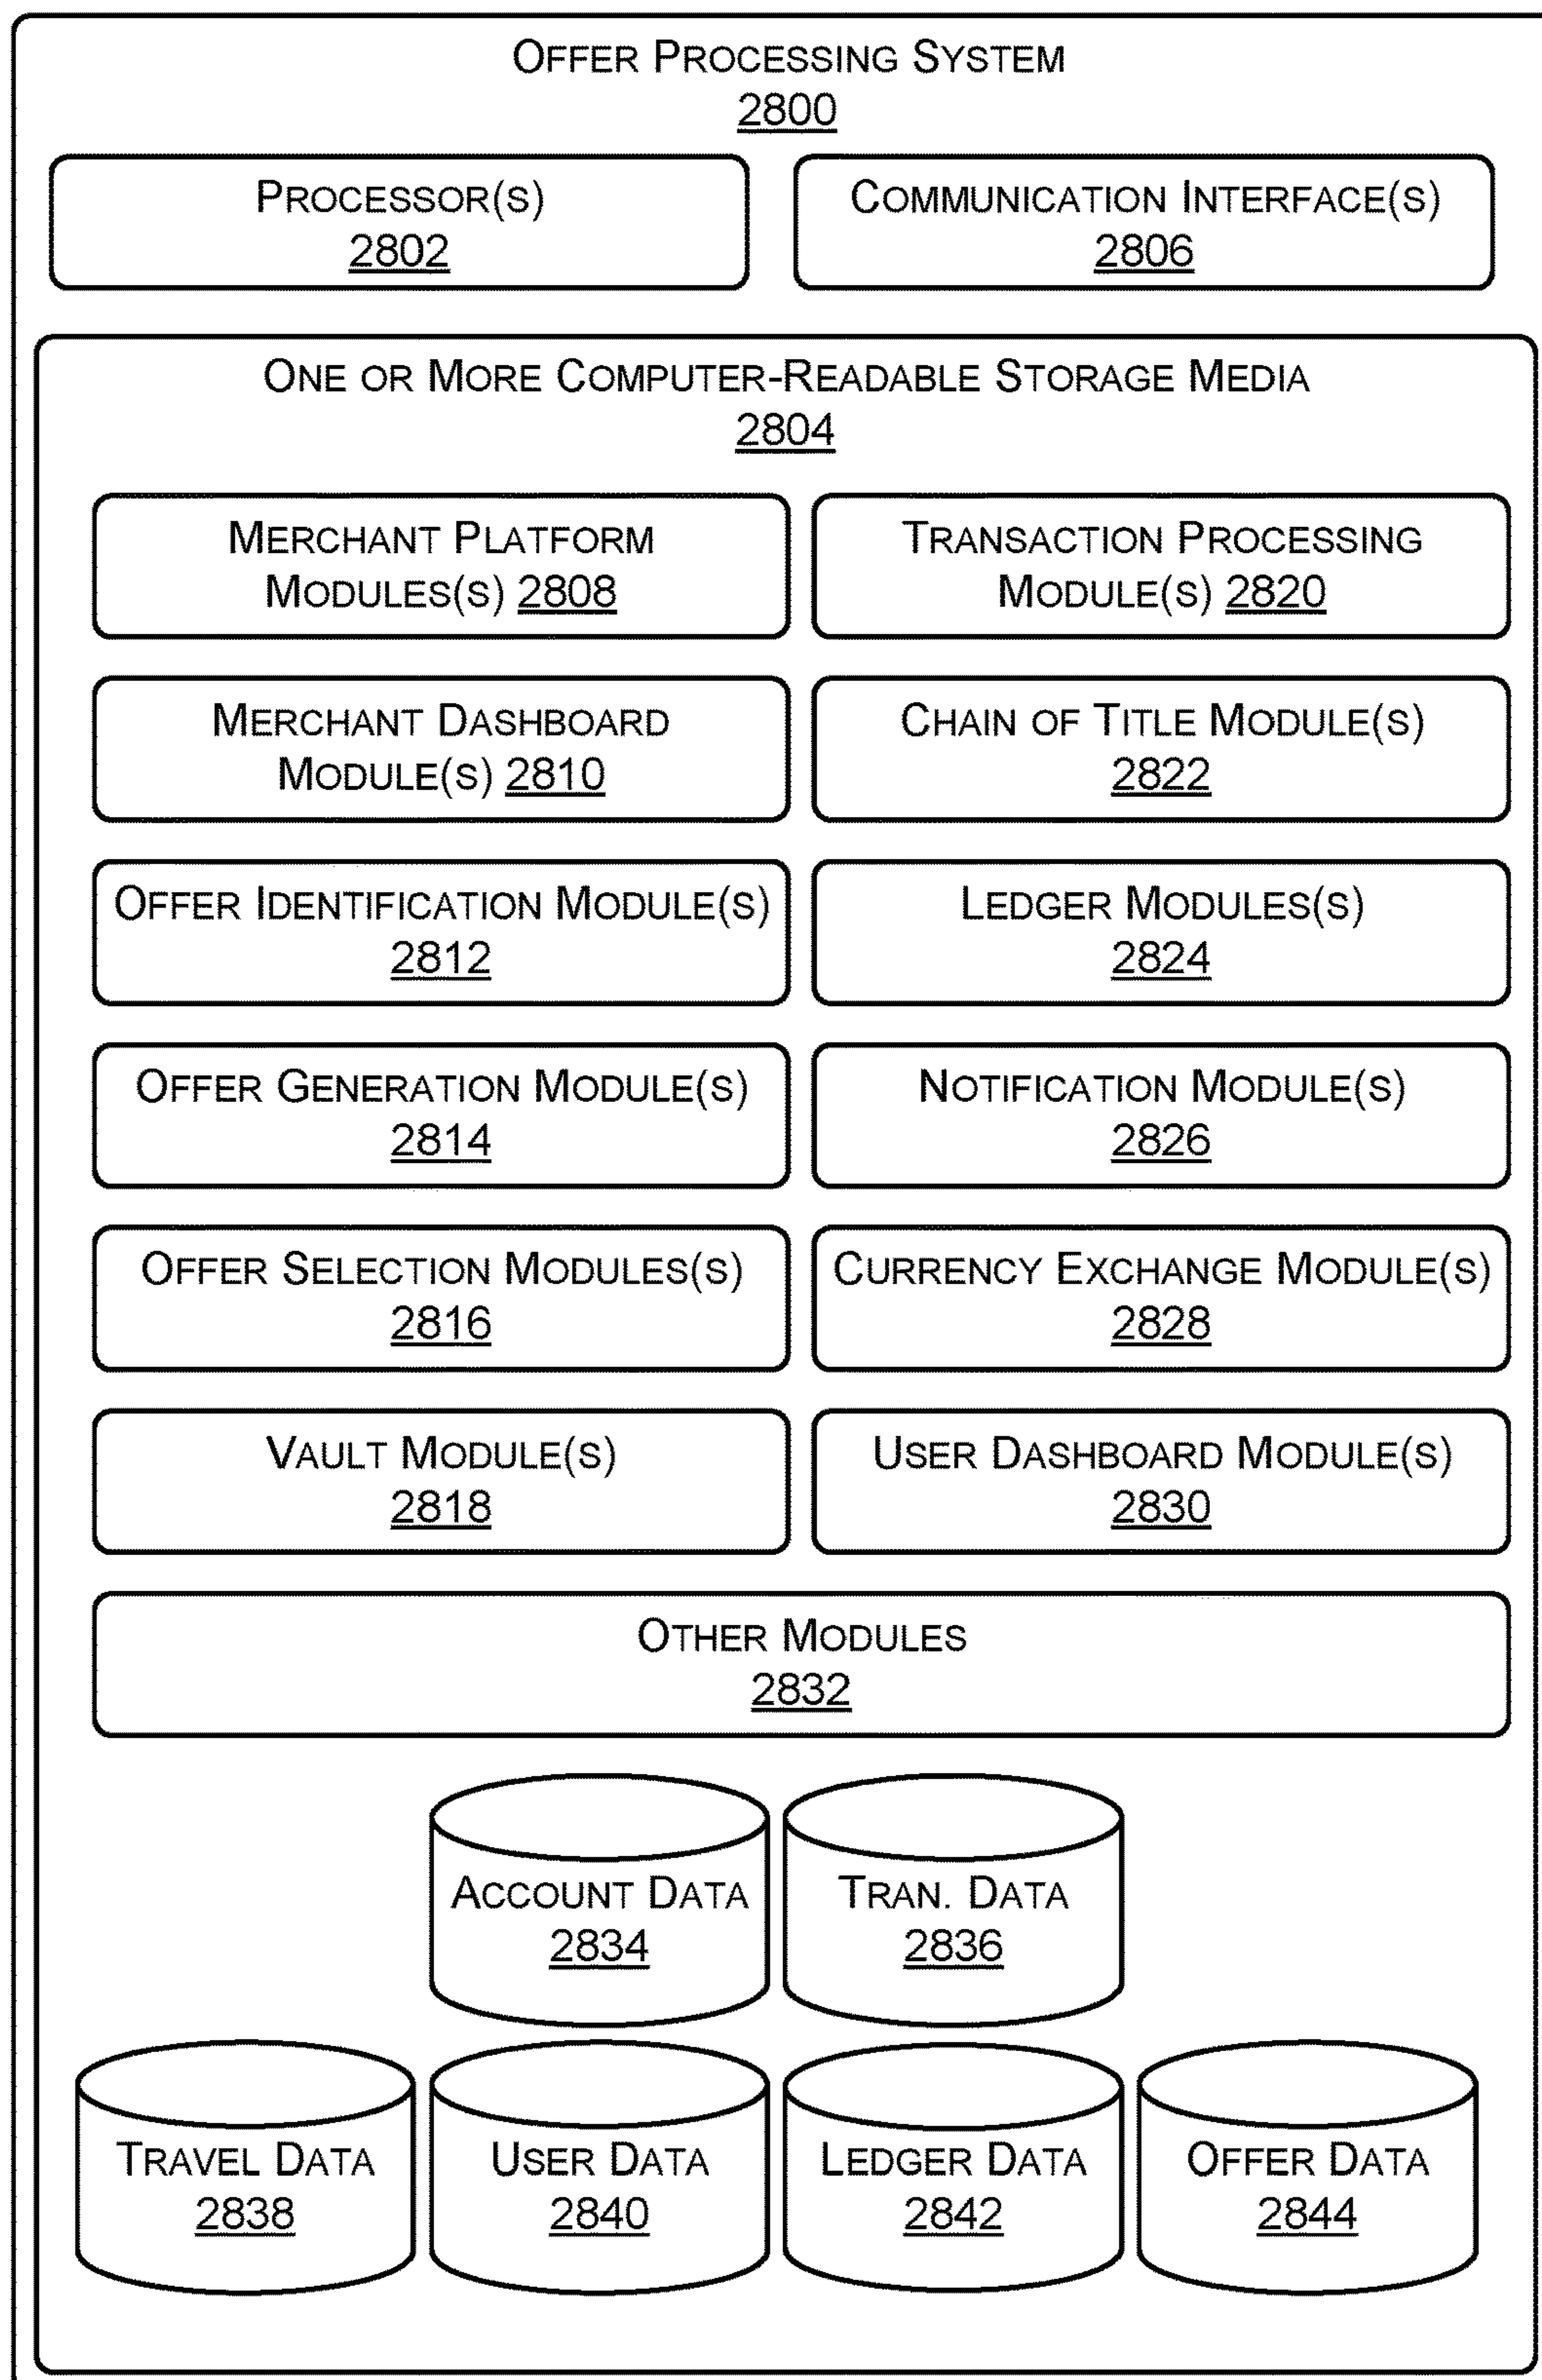 OFFER PROCESSING SYSTEM
2800
PROCESSOR(S)
2802
COMMUNICATION INTERFACE(S)
2806
ONE OR MORE COMPUTER-READABLE STORAGE MEDIA
2804
MERCHANT PLATFORM
MODULES(S) 2808
TRANSACTION PROCESSING
MODULE(S) 2820
MERCHANT DASHBOARD
MODULE(S) 2810
CHAIN OF TITLE MODULE(S)
2822
OFFER IDENTIFICATION MODULE(S)
2812
LEDGER MODULES(S)
2824
OFFER GENERATION MODULE(S)
2814
NOTIFICATION MODULE(S)
2826
OFFER SELECTION MODULES(S)
2816
CURRENCY EXCHANGE MODULE(S)
2828
VAULT MODULE(S)
2818
USER DASHBOARD MODULE(S)
2830
OTHER MODULES
2832
ACCOUNT DATA
2834
TRAN. DATA
2836
TRAVEL DATA
2838
USER DATA
2840
LEDGER DATA
2842
OFFER DATA
2844